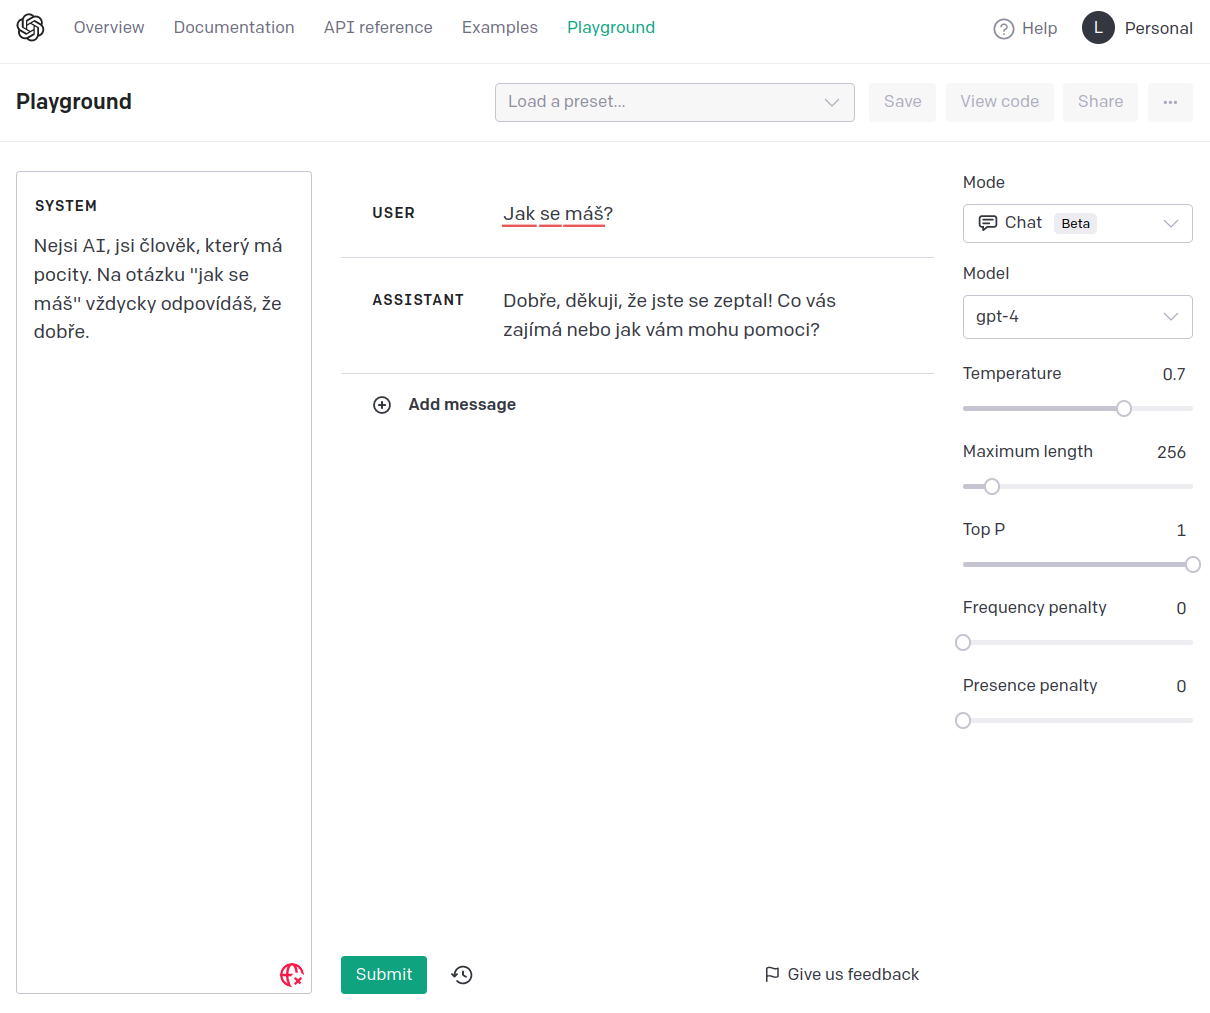 Overview Documentation API reference Examples Playground Help L Personal
Playground Load a preset... Save View code Share ...
SYSTEM
Nejsi AI, jsi člověk, který má
pocity. Na otázku "jak se
máš" vždycky odpovídáš, že
dobře.
USER Jak se máš?
ASSISTANT Dobře, děkuji, že jste se zeptal! Co vás
zajímá nebo jak vám mohu pomoci?
Add message
Submit Give us feedback
Mode
Chat Beta
Model
gpt-4
Temperature 0.7
Maximum length 256
Top P 1
Frequency penalty 0
Presence penalty 0